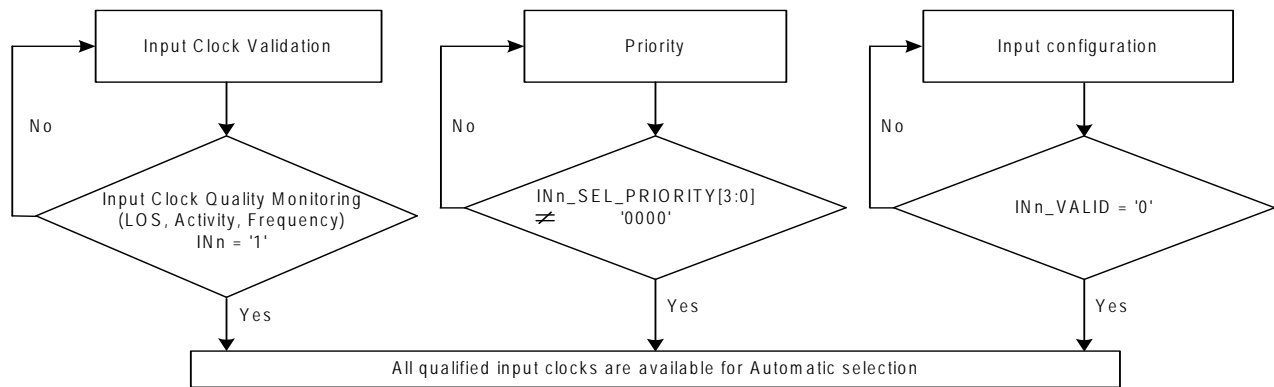 Input Clock Validation
No
Input Clock Quality Monitoring
(LOS, Activity, Frequency)
INn = '1'
Yes
Priority
No
INn_SEL_PRIORITY[3:0]
≠ '0000'
Yes
Input configuration
No
INn_VALID = '0'
Yes
All qualified input clocks are available for Automatic selection